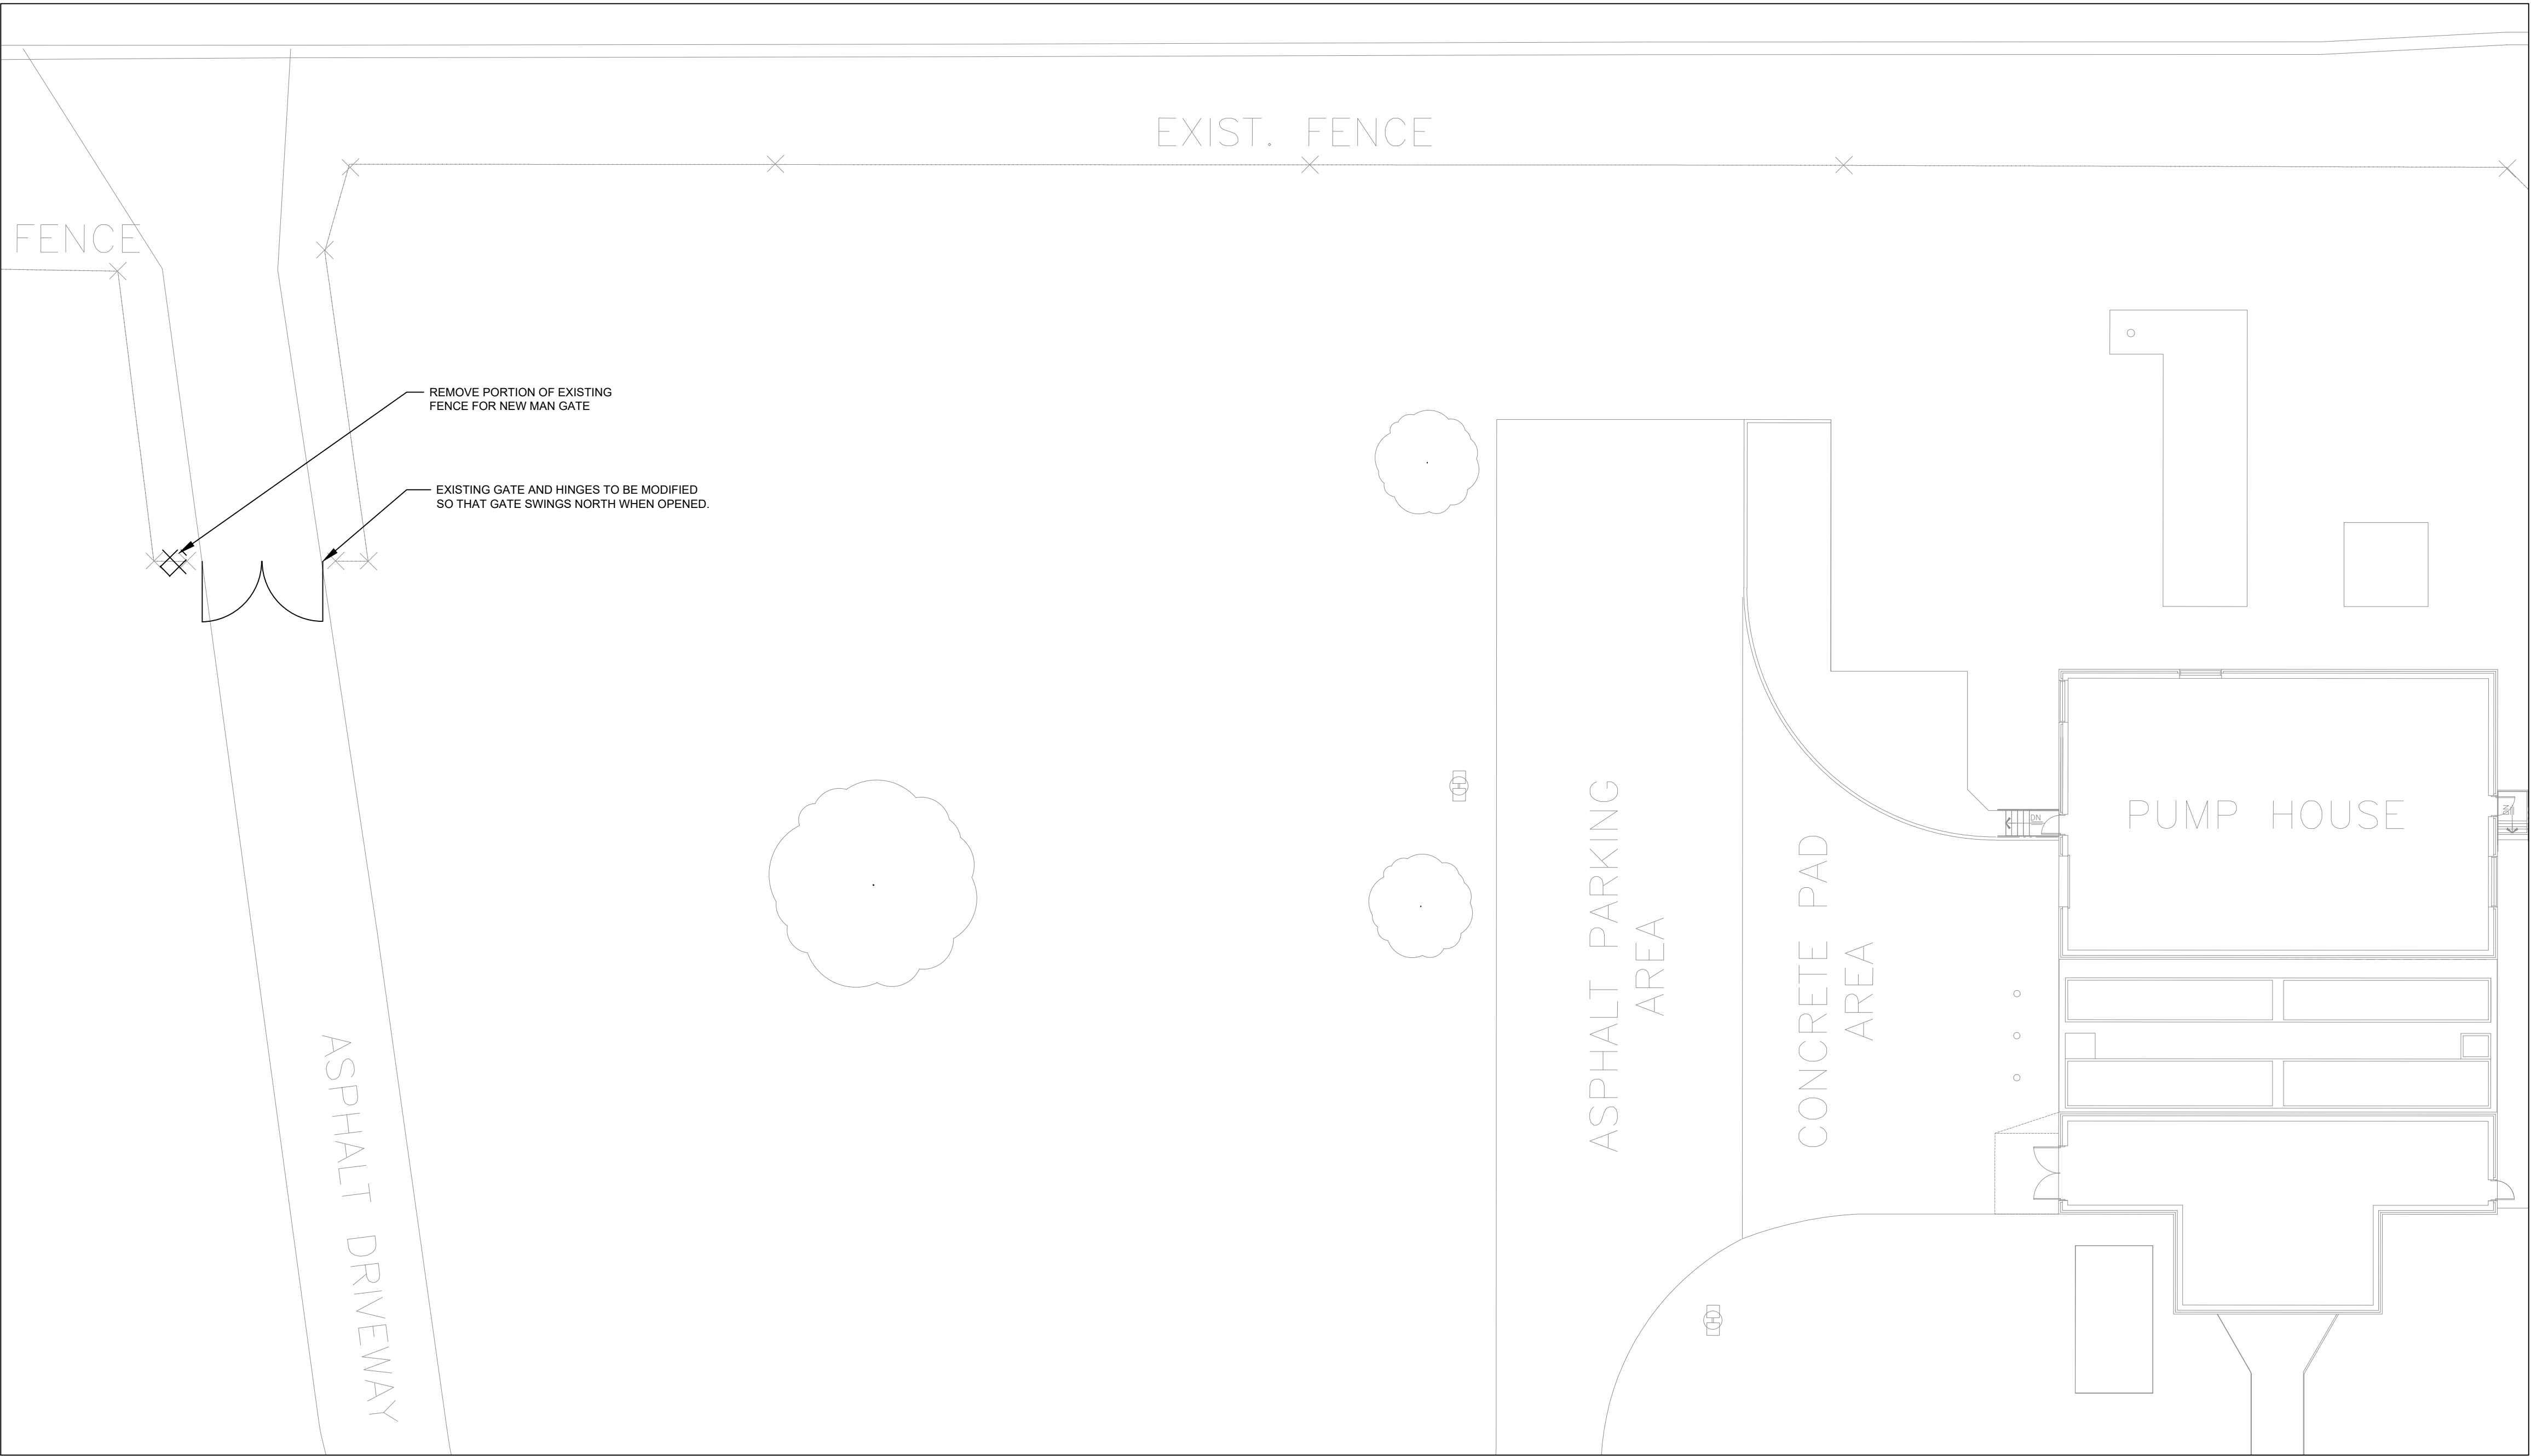 EXIST. FENCE
FENCE
REMOVE PORTION OF EXISTING
FENCE FOR NEW MAN GATE
EXISTING GATE AND HINGES TO BE MODIFIED
SO THAT GATE SWINGS NORTH WHEN OPENED.
ASPHALT DRIVEWAY
ASPHALT PARKING
AREA
CONCRETE PAD
AREA
DN
PUMP HOUSE
DN